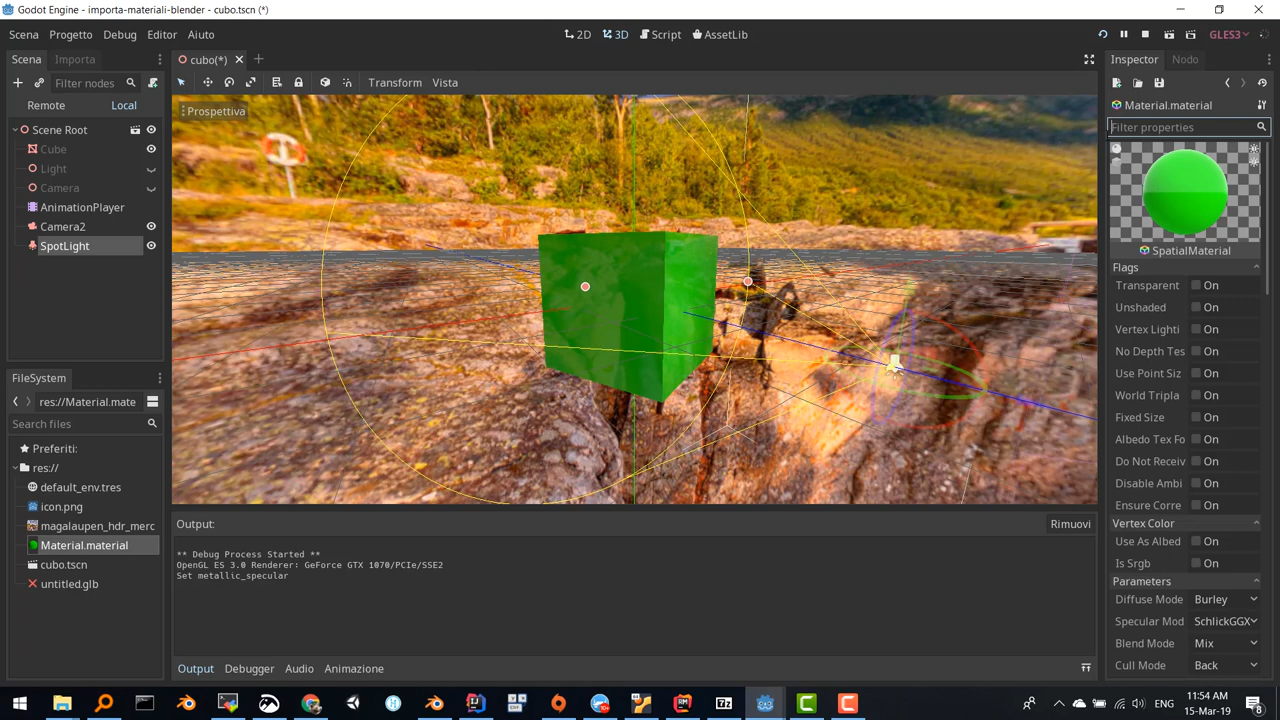 Godot Engine - importa-materiali-blender - cubo.tscn (*)
Scena Progetto Debug Editor Aiuto
2D 3D Script AssetLib
GLES3
Scena Importa
cubo(*)
Inspector Nodo
Filter nodes
Transform Vista
Remote Local
Prospettiva
Material.material
Filter properties
Scene Root
Cube
Light
Camera
AnimationPlayer
Camera2
SpotLight
SpatialMaterial
Flags
Transparent On
Unshaded On
Vertex Lighti On
No Depth Tes On
Use Point Siz On
World Tripla On
Fixed Size On
Albedo Tex Fo On
Do Not Receiv On
Disable Ambi On
Ensure Corre On
Vertex Color
Use As Albed On
Is Srgb On
Parameters
Diffuse Mode Burley
Specular Mod SchlickGGX
Blend Mode Mix
Cull Mode Back
FileSystem
res://Material.mate
Search files
Preferiti:
res://
default_env.tres
icon.png
magalaupen_hdr_merc
Material.material
cubo.tscn
untitled.glb
Output: Rimuovi
** Debug Process Started **
OpenGL ES 3.0 Renderer: GeForce GTX 1070/PCIe/SSE2
Set metallic_specular
Output Debugger Audio Animazione
ENG
11:54 AM
15-Mar-19